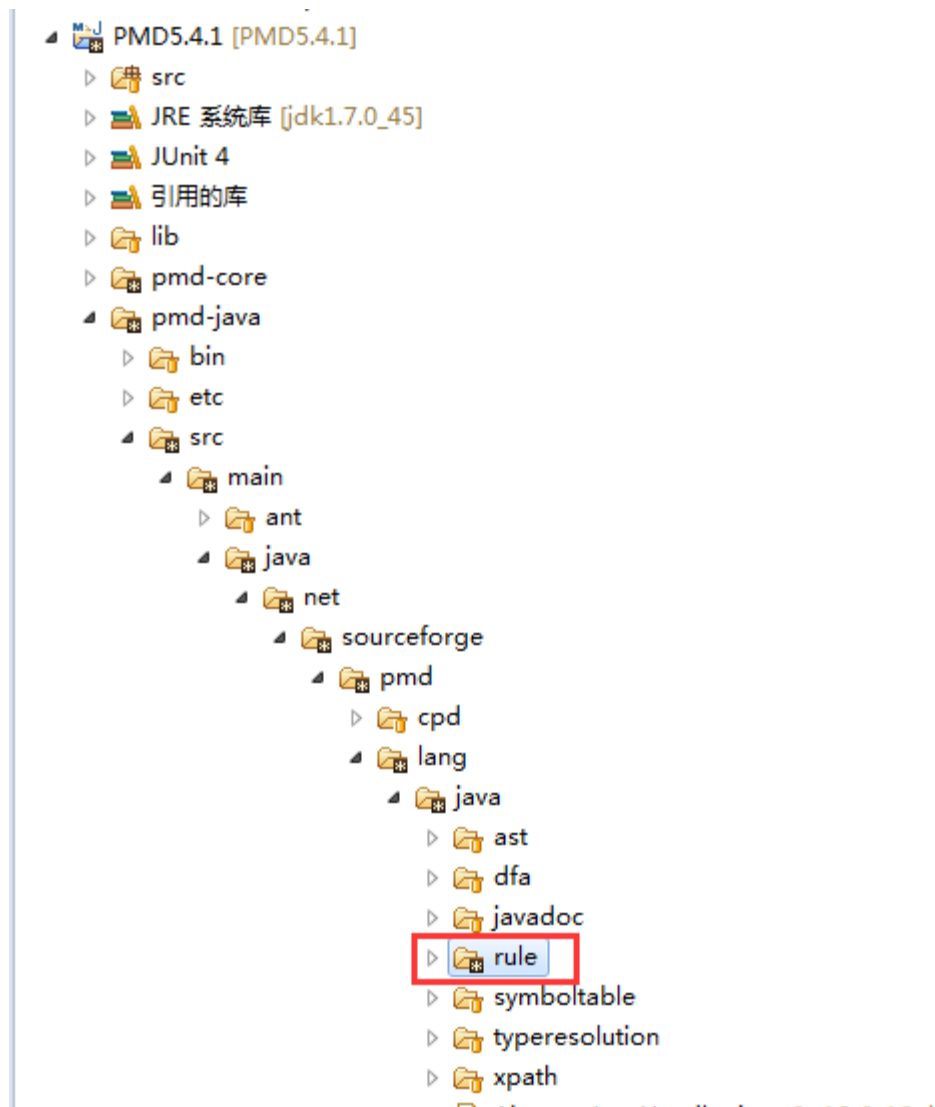 PMD5.4.1 [PMD5.4.1]
src
JRE 系统库 [jdk1.7.0_45]
JUnit 4
引用的库
lib
pmd-core
pmd-java
bin
etc
src
main
ant
java
net
sourceforge
pmd
cpd
lang
java
ast
dfa
javadoc
rule
symboltable
typeresolution
xpath